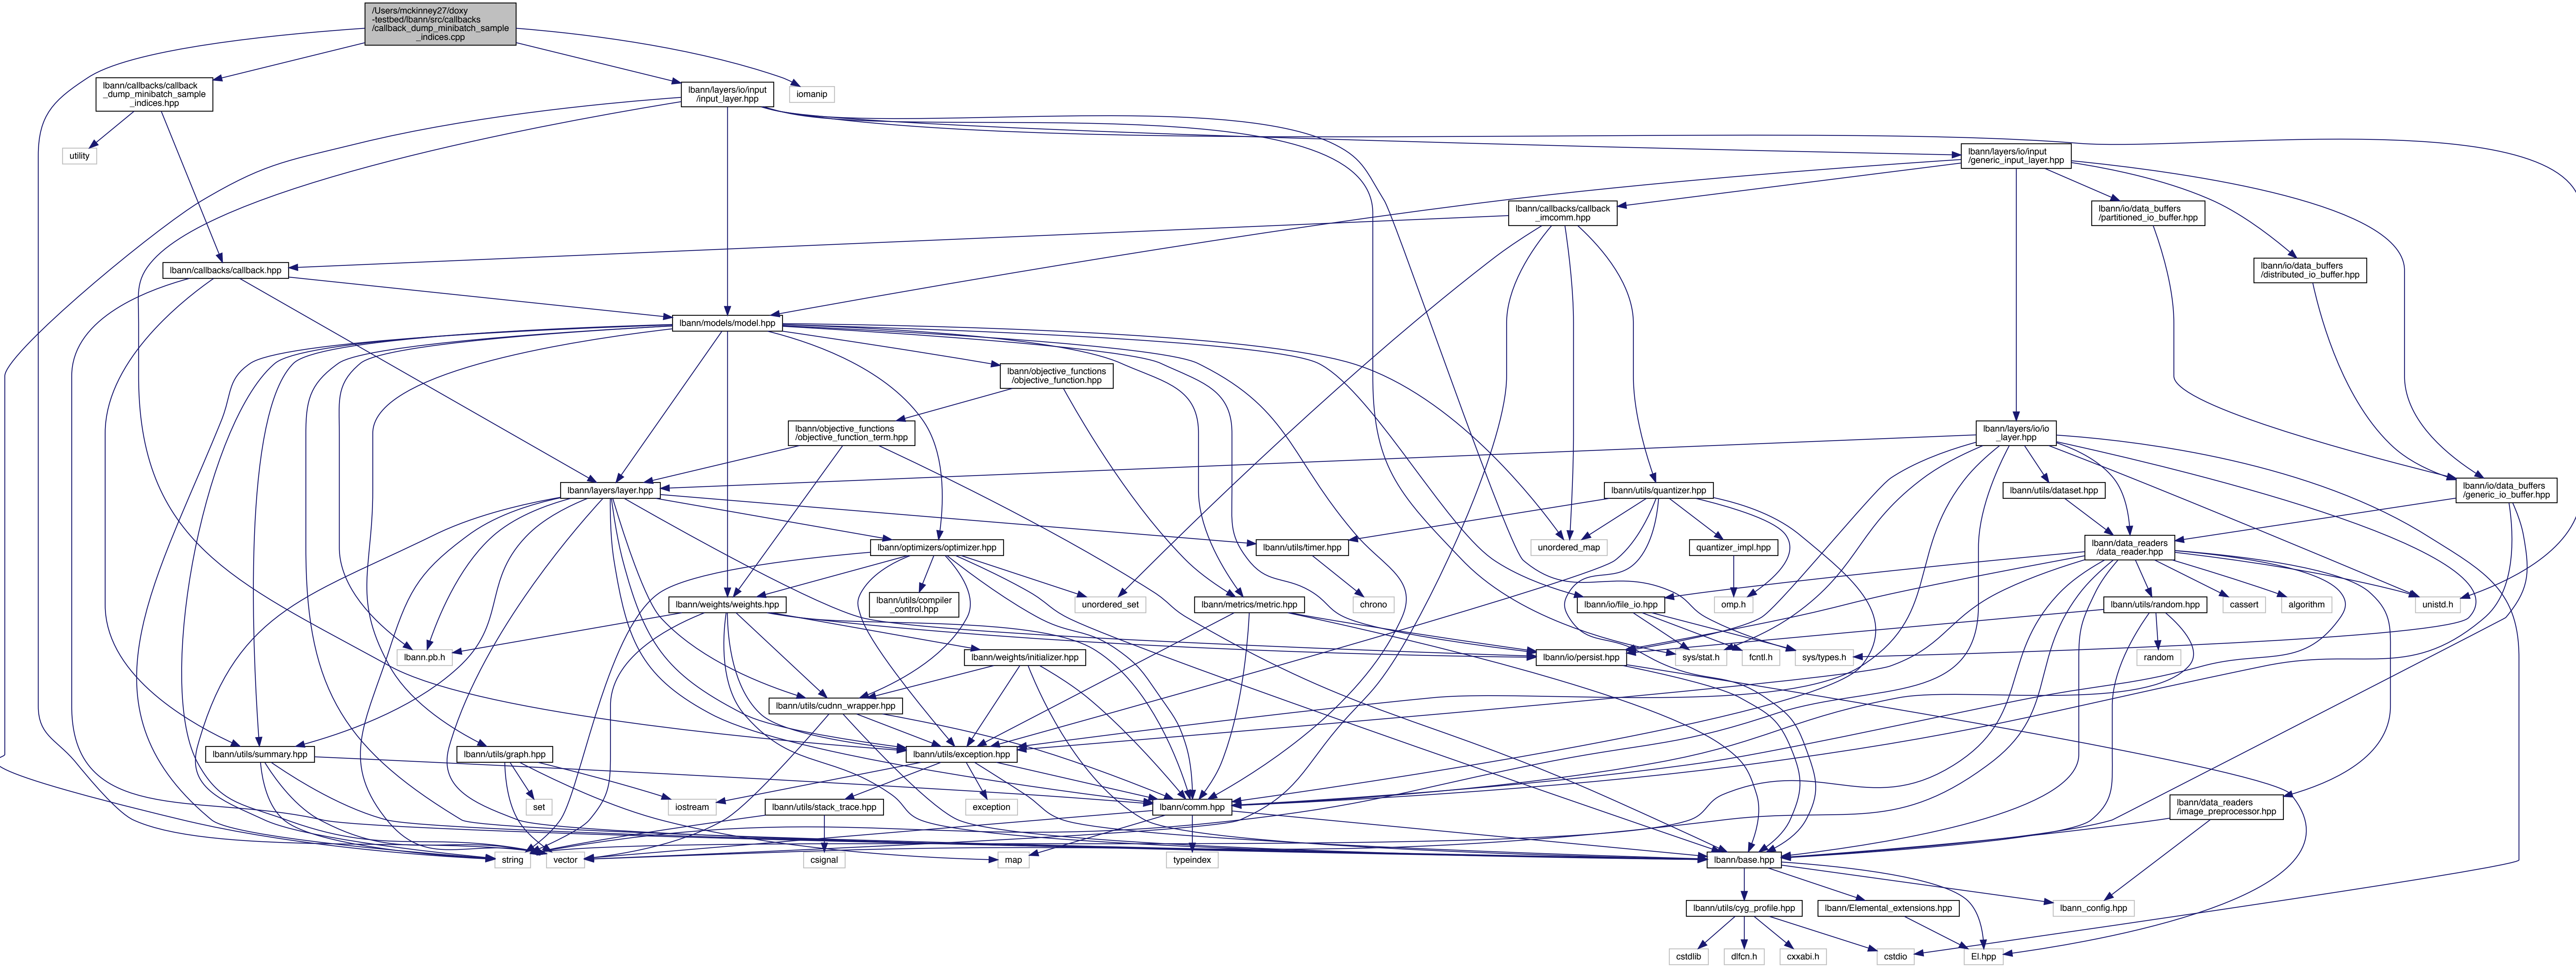 /Users/mckinney27/doxy
-testbed/lbann/src/callbacks
/callback_dump_minibatch_sample
_indices.cpp
lbann/callbacks/callback
_dump_minibatch_sample
_indices.hpp
lbann/layers/io/input
/input_layer.hpp
iomanip
utility
lbann/layers/io/input
/generic_input_layer.hpp
lbann/callbacks/callback
_imcomm.hpp
lbann/io/data_buffers
/partitioned_io_buffer.hpp
lbann/callbacks/callback.hpp
lbann/io/data_buffers
/distributed_io_buffer.hpp
lbann/models/model.hpp
lbann/objective_functions
/objective_function.hpp
lbann/objective_functions
/objective_function_term.hpp
lbann/layers/io/io
_layer.hpp
lbann/layers/layer.hpp
lbann/utils/quantizer.hpp
lbann/utils/dataset.hpp
lbann/io/data_buffers
/generic_io_buffer.hpp
lbann/optimizers/optimizer.hpp
lbann/utils/timer.hpp
unordered_map
quantizer_impl.hpp
lbann/data_readers
/data_reader.hpp
lbann/weights/weights.hpp
lbann/utils/compiler
_control.hpp
unordered_set
lbann/metrics/metric.hpp
chrono
lbann/io/file_io.hpp
omp.h
lbann/utils/random.hpp
cassert
algorithm
unistd.h
lbann.pb.h
lbann/weights/initializer.hpp
lbann/io/persist.hpp
sys/stat.h
fcntl.h
sys/types.h
random
lbann/utils/cudnn_wrapper.hpp
lbann/utils/summary.hpp
lbann/utils/graph.hpp
lbann/utils/exception.hpp
set
iostream
lbann/utils/stack_trace.hpp
exception
lbann/comm.hpp
lbann/data_readers
/image_preprocessor.hpp
string
vector
csignal
map
typeindex
lbann/base.hpp
lbann/utils/cyg_profile.hpp
lbann/Elemental_extensions.hpp
lbann_config.hpp
cstdlib
dlfcn.h
cxxabi.h
cstdio
El.hpp